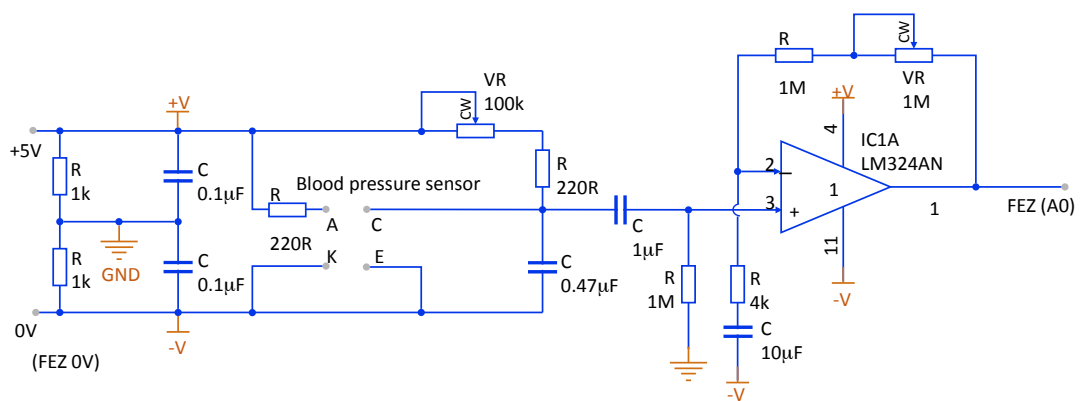 R
1M
CW
VR
1M
VR
100k
CW
+V
+V
4
IC1A
LM324AN
+5V
R
1k
C
0.1µF
Blood pressure sensor
R
220R
2
−
1
3
+
1
FEZ (A0)
R
220R
A
C
K
E
GND
C
1µF
R
1k
C
0.1µF
C
0.47µF
R
1M
R
4k
11
-V
0V
(FEZ 0V)
-V
C
10µF
-V